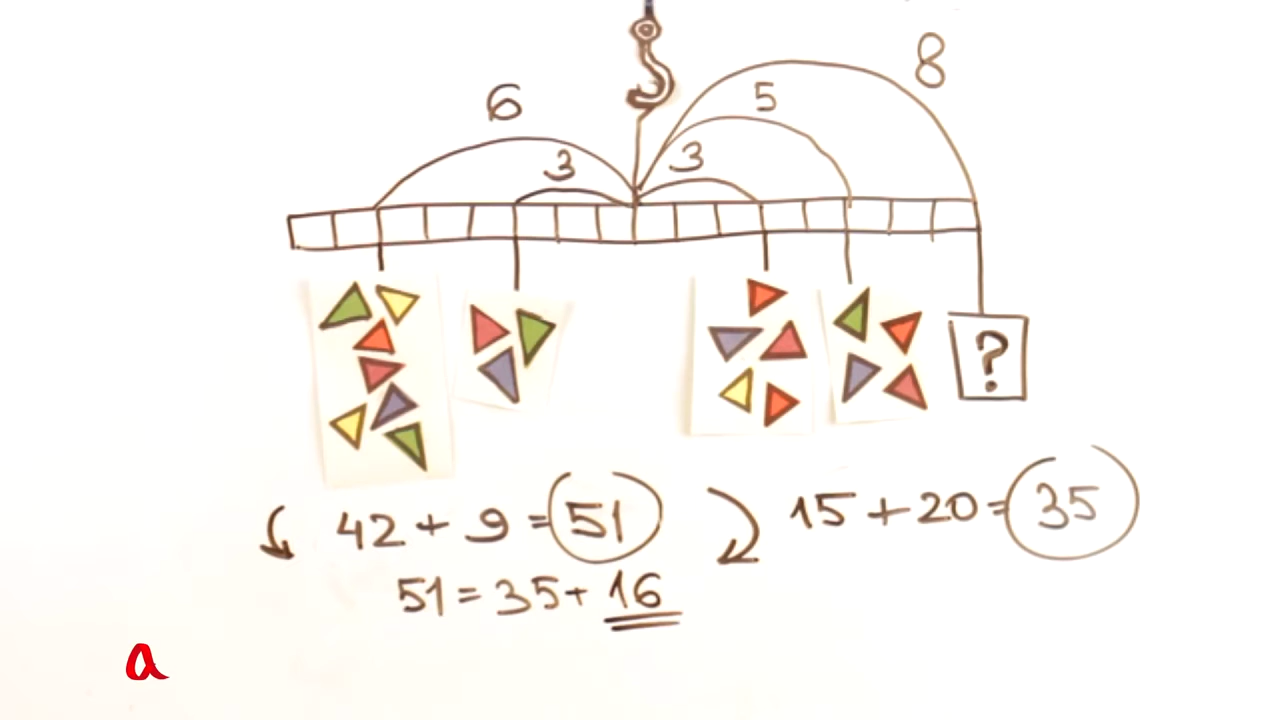 8
6 5
3 3
?
42 + 9 = 51
15 + 20 = 35
51 = 35 + 16
a